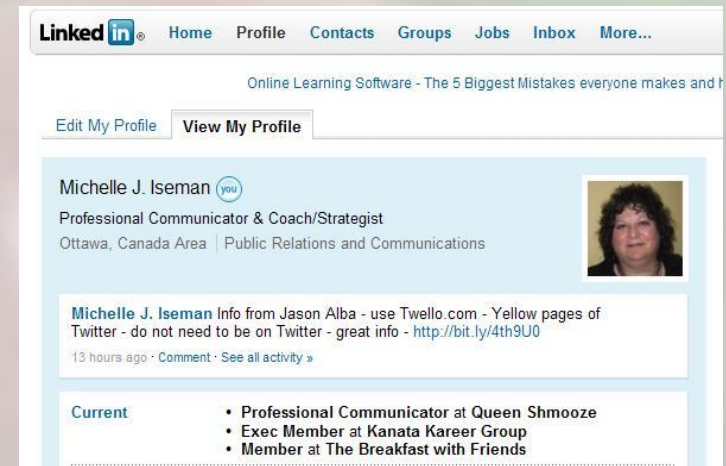 Linked in ® Home Profile Contacts Groups Jobs Inbox More...
Online Learning Software - The 5 Biggest Mistakes everyone makes and
Edit My Profile View My Profile
Michelle J. Iseman you
Professional Communicator & Coach/Strategist
Ottawa, Canada Area | Public Relations and Communications
Michelle J. Iseman Info from Jason Alba - use Twello.com - Yellow pages of
Twitter - do not need to be on Twitter - great info - http://bit.ly/4th9U0
13 hours ago · Comment · See all activity »
Current
• Professional Communicator at Queen Shmooze
• Exec Member at Kanata Kareer Group
• Member at The Breakfast with Friends